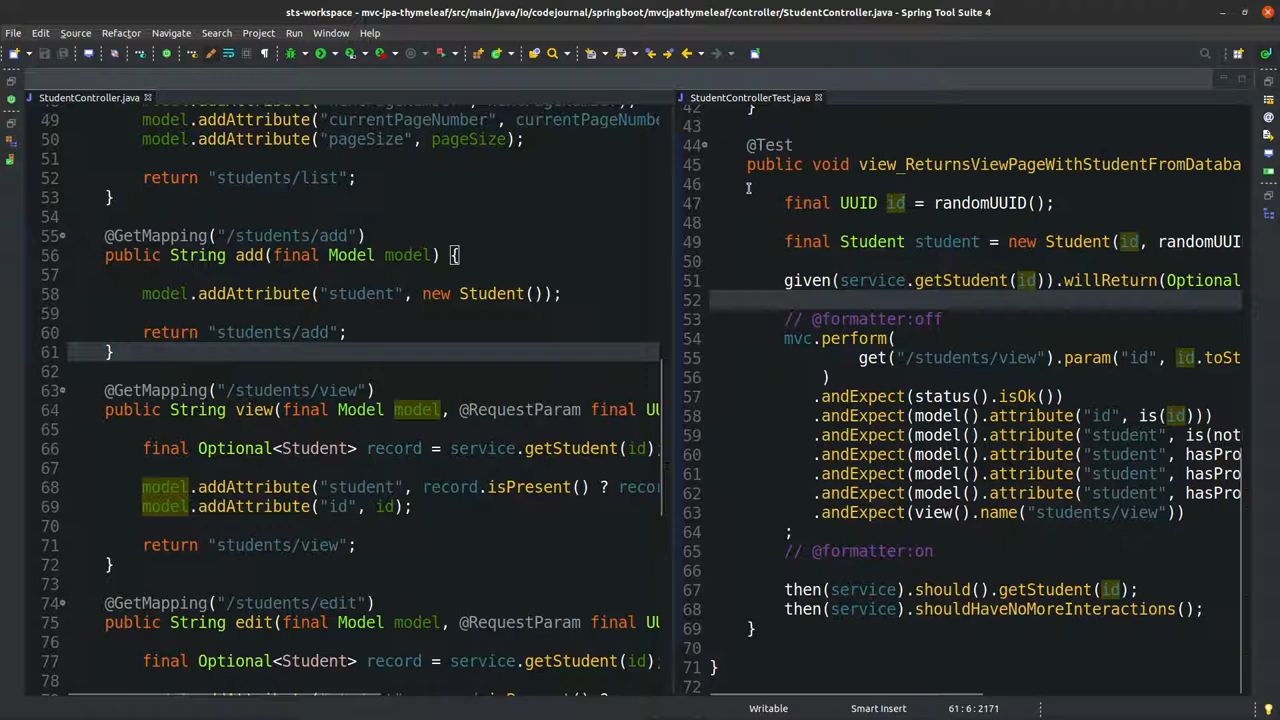 sts-workspace - mvc-jpa-thymeleaf/src/main/java/io/codejournal/springboot/mvcjpathymeleaf/controller/StudentController.java - Spring Tool Suite 4
File Edit Source Refactor Navigate Search Project Run Window Help
StudentController.java
49 model.addAttribute("currentPageNumber", currentPageNumbe
50 model.addAttribute("pageSize", pageSize);
51
52 return "students/list";
53 }
54
55 @GetMapping("/students/add")
56 public String add(final Model model) {
57
58 model.addAttribute("student", new Student());
59
60 return "students/add";
61 }
62
63 @GetMapping("/students/view")
64 public String view(final Model model, @RequestParam final UU
65
66 final Optional<Student> record = service.getStudent(id);
67
68 model.addAttribute("student", record.isPresent() ? reco
69 model.addAttribute("id", id);
70
71 return "students/view";
72 }
73
74 @GetMapping("/students/edit")
75 public String edit(final Model model, @RequestParam final UU
76
77 final Optional<Student> record = service.getStudent(id);
78
StudentControllerTest.java
42 }
43
44 @Test
45 public void view_ReturnsViewPageWithStudentFromDataba
46
47 final UUID id = randomUUID();
48
49 final Student student = new Student(id, randomUUI
50
51 given(service.getStudent(id)).willReturn(Optional
52
53 // @formatter:off
54 mvc.perform(
55 get("/students/view").param("id", id.toSt
56 )
57 .andExpect(status().isOk())
58 .andExpect(model().attribute("id", is(id)))
59 .andExpect(model().attribute("student", is(not
60 .andExpect(model().attribute("student", hasPro
61 .andExpect(model().attribute("student", hasPro
62 .andExpect(model().attribute("student", hasPro
63 .andExpect(view().name("students/view"))
64 ;
65 // @formatter:on
66
67 then(service).should().getStudent(id);
68 then(service).shouldHaveNoMoreInteractions();
69 }
70
71 }
72
Writable Smart Insert 61 : 6 : 2171